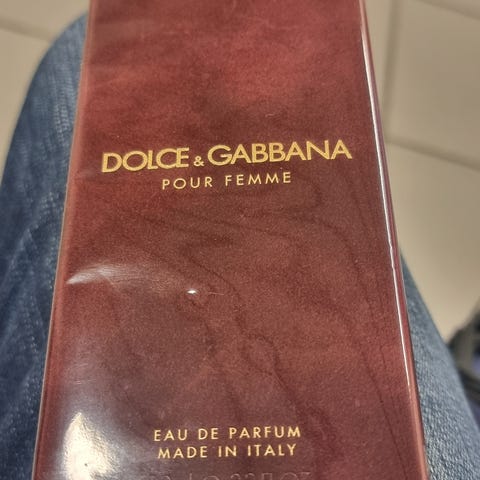 DOLCE & GABBANA
POUR FEMME
EAU DE PARFUM
MADE IN ITALY